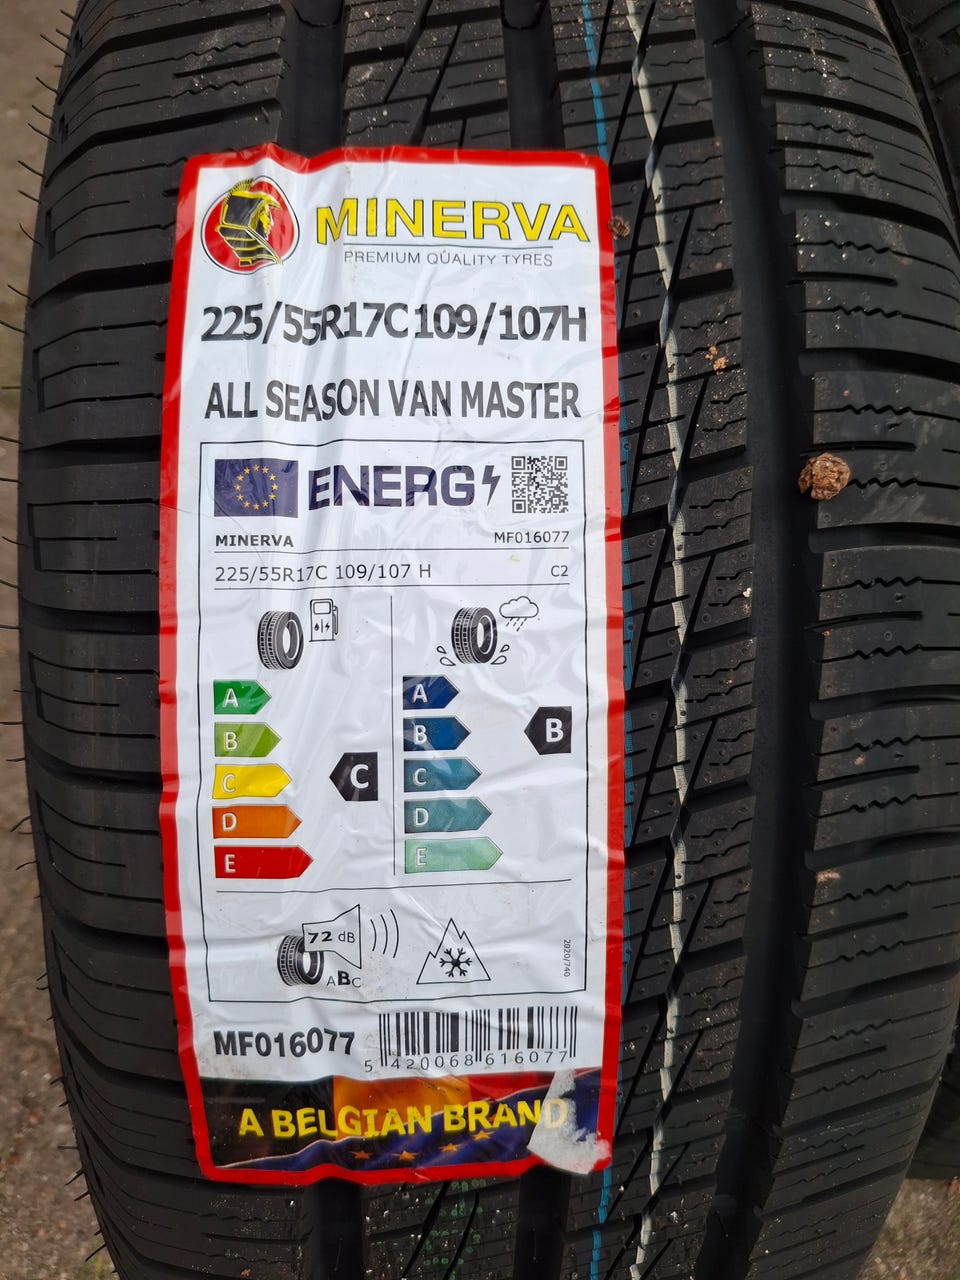 MINERVA
PREMIUM QUALITY TYRES
225/55R17C 109/107H
ALL SEASON VAN MASTER
ENERG
MINERVA MF016077
225/55R17C 109/107 H C2
A A
B B B
C C C
D D
E E
72 dB
ABC
2020/740
MF016077
5 420068 616077
A BELGIAN BRAND